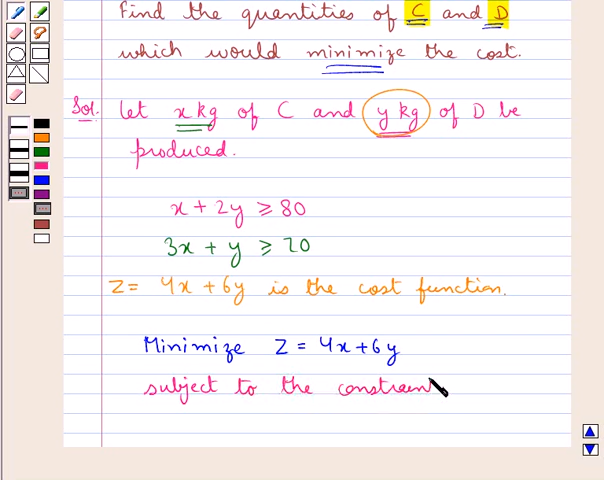 Find the quantities of C and D
which would minimize the cost.
Sol. Let x kg of C and y kg of D be
produced.
x + 2y ≥ 80
3x + y ≥ 70
Z = 4x + 6y is the cost function.
Minimize Z = 4x + 6y
subject to the constrain